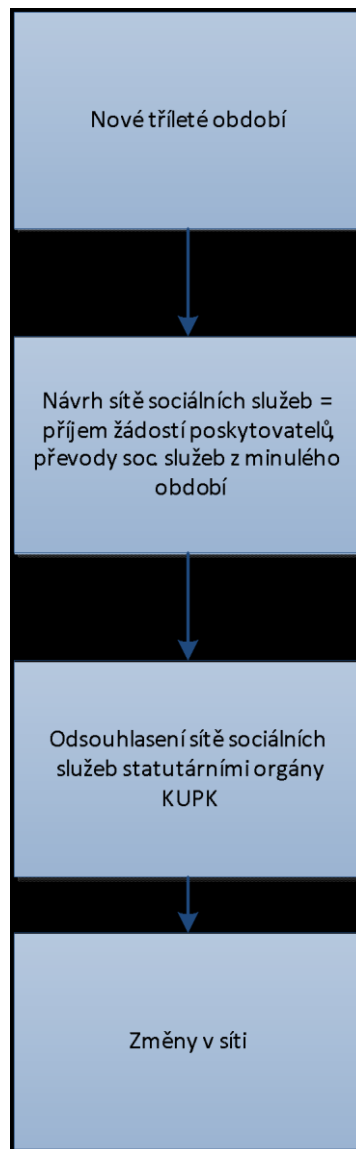 Nové tříleté období
Návrh sítě sociálních služeb =
příjem žádostí poskytovatelů,
převody soc. služeb z minulého
období
Odsouhlasení sítě sociálních
služeb statutárními orgány
KUPK
Změny v síti